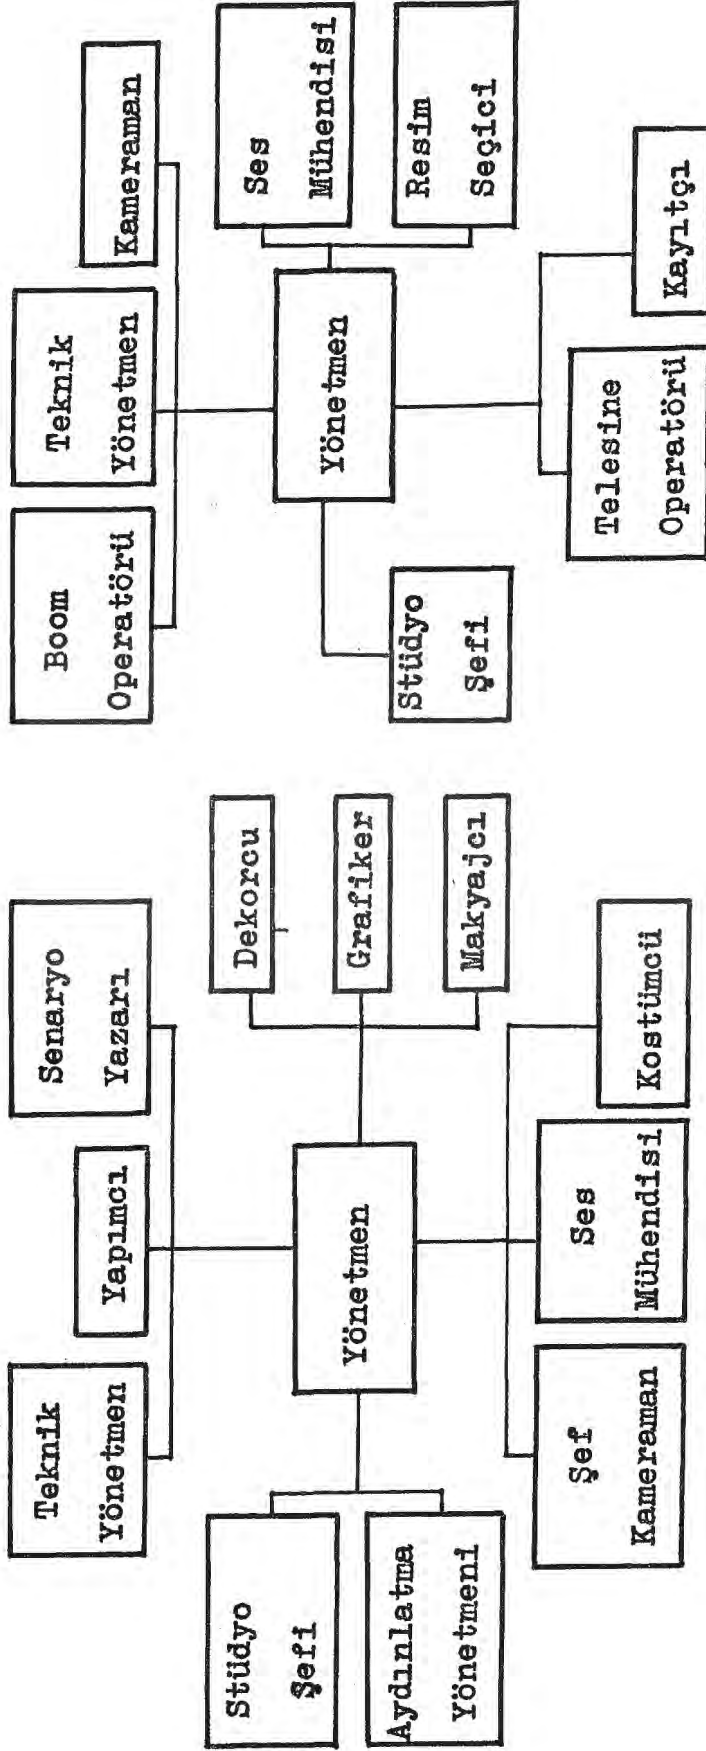 Teknik
Yönetmen
Yapımcı
Senaryo
Yazarı
Stüdyo
Şefi
Aydınlatma
Yönetmeni
Yönetmen
Dekorcu
Grafiker
Makyajcı
Şef
Kameraman
Ses
Mühendisi
Kostümcü
Boom
Operatörü
Teknik
Yönetmen
Kameraman
Stüdyo
Şefi
Yönetmen
Ses
Mühendisi
Resim
Seçici
Telesine
Operatörü
Kayıtçı